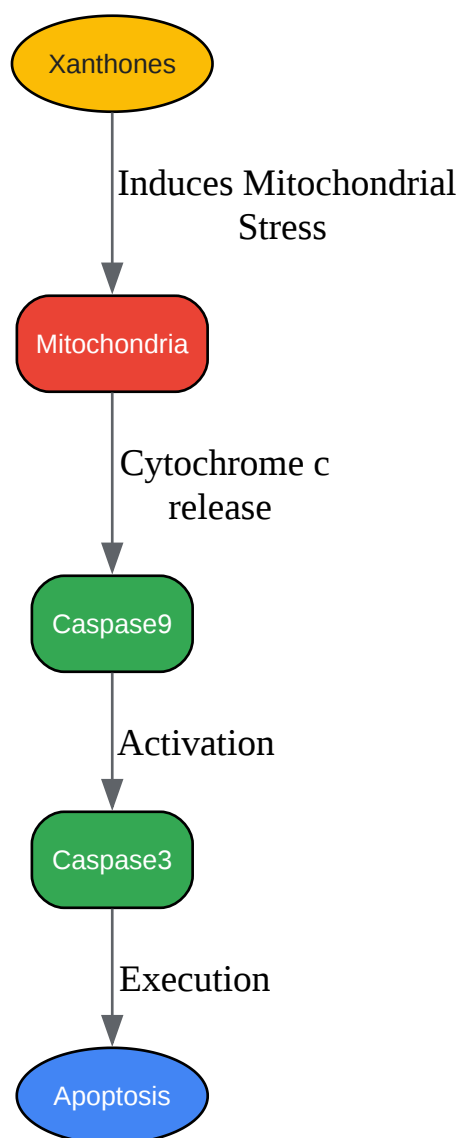 Xanthones
Induces Mitochondrial
Stress
Mitochondria
Cytochrome c
release
Caspase9
Activation
Caspase3
Execution
Apoptosis